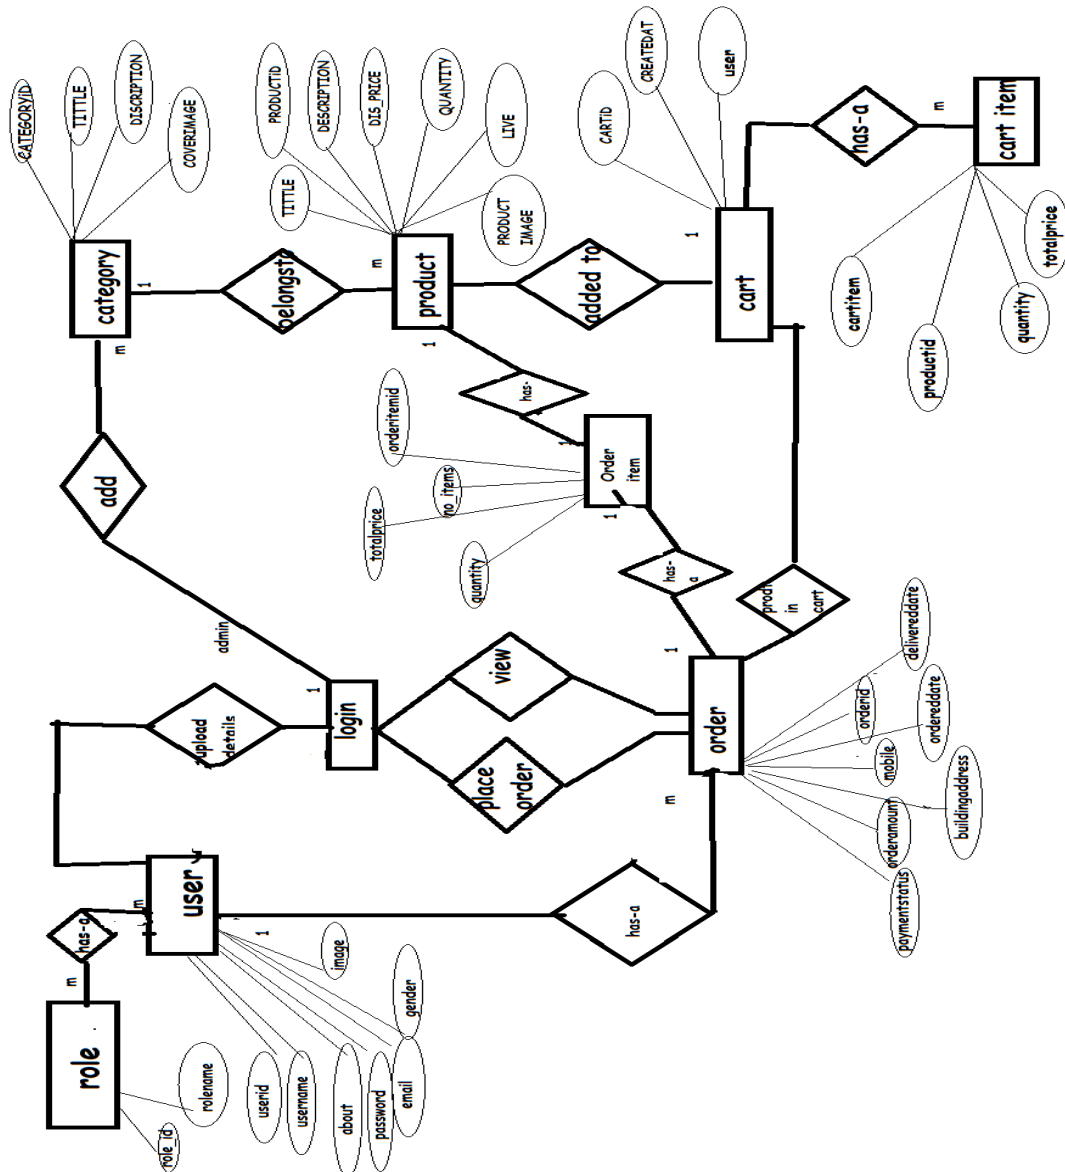 role_id
rolename
role
m
has-a
m
user
userid
username
about
password
email
gender
image
1
upload
details
login
1
admin
add
m
category
CATEGORYiD
TITTLE
DISCRIPTION
COVERIMAGE
1
belongsto
m
product
TITTLE
PRODUCTiD
DESCRIPTION
DIS_PRICE
QUANTITY
LIVE
PRODUCT
IMAGE
1
has-
1
Order
item
orderitemid
no_items
totalprice
quantity
1
has-
a
1
place
order
view
has-a
m
order
paymentstatus
orderamount
buildingaddress
mobile
orderid
ordereddate
delivereddate
in
cart
added to
1
cart
CARTiD
CREATEDAT
user
has-a
m
cart item
cartitem
productid
quantity
totalprice